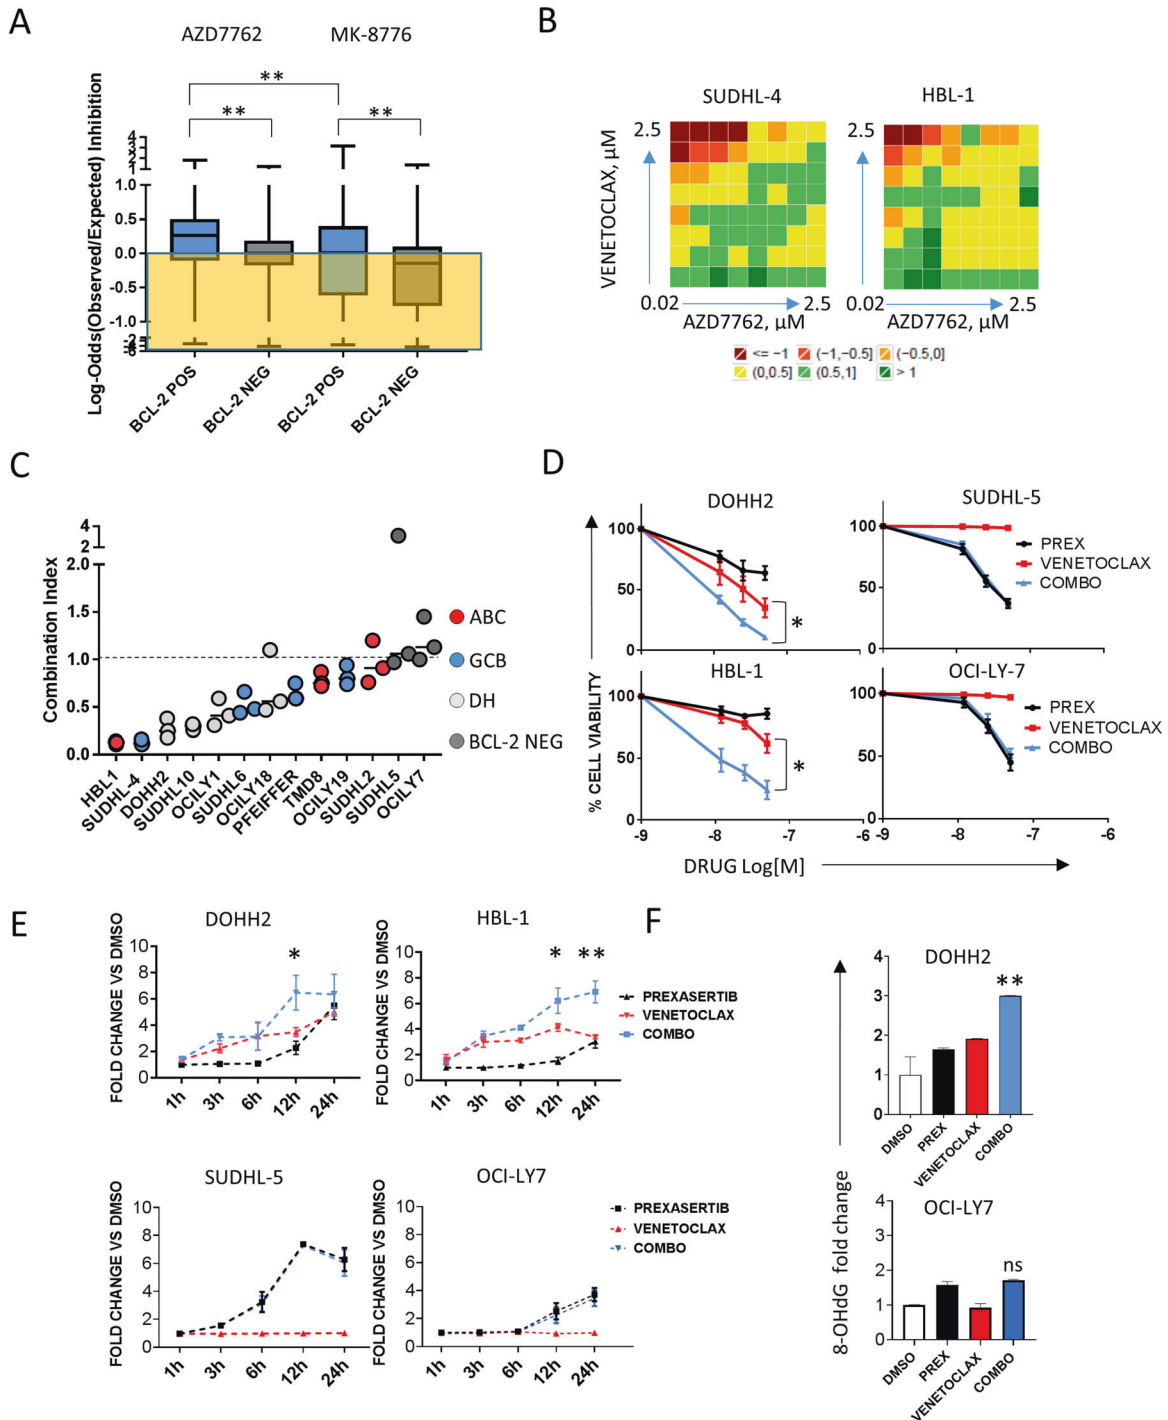 A
AZD7762 MK-8776
**
** **
Log-Odds(Observed/Expected) Inhibition
4
3
2
1
1.0
0.5
0.0
-0.5
-1.0
-2
-6
BCL-2 POS BCL-2 NEG BCL-2 POS BCL-2 NEG
B
SUDHL-4 HBL-1
VENETOCLAX, µM
2.5 2.5
0.02 2.5 0.02 2.5
AZD7762, µM AZD7762, µM
<= −1 (−1,−0.5] (−0.5,0]
(0,0.5] (0.5,1] > 1
C
Combination Index
4
2
2.0
1.5
1.0
0.5
0.0
ABC
GCB
DH
BCL-2 NEG
HBL1 SUDHL-4 DOHH2 SUDHL10 OCILY1 SUDHL6 OCILY18 PFEIFFER TMD8 OCILY19 SUDHL2 SUDHL5 OCILY7
D
% CELL VIABILITY
DOHH2 SUDHL-5
100 100
50 50
0 0
*
PREX
VENETOCLAX
COMBO
HBL-1 OCI-LY-7
100 100
50 50
0 0
*
PREX
VENETOCLAX
COMBO
-9 -8 -7 -6 -9 -8 -7 -6
DRUG Log[M]
E
DOHH2 HBL-1
FOLD CHANGE VS DMSO FOLD CHANGE VS DMSO
10 10
8 8
6 6
4 4
2 2
0 0
* * **
1h 3h 6h 12h 24h 1h 3h 6h 12h 24h
PREXASERTIB
VENETOCLAX
COMBO
SUDHL-5 OCI-LY7
FOLD CHANGE VS DMSO FOLD CHANGE VS DMSO
10 10
8 8
6 6
4 4
2 2
0 0
1h 3h 6h 12h 24h 1h 3h 6h 12h 24h
PREXASERTIB
VENETOCLAX
COMBO
F
8-OHdG fold change
DOHH2
**
4
3
2
1
0
DMSO PREX VENETOCLAX COMBO
OCI-LY7
ns
4
3
2
1
0
DMSO PREX VENETOCLAX COMBO